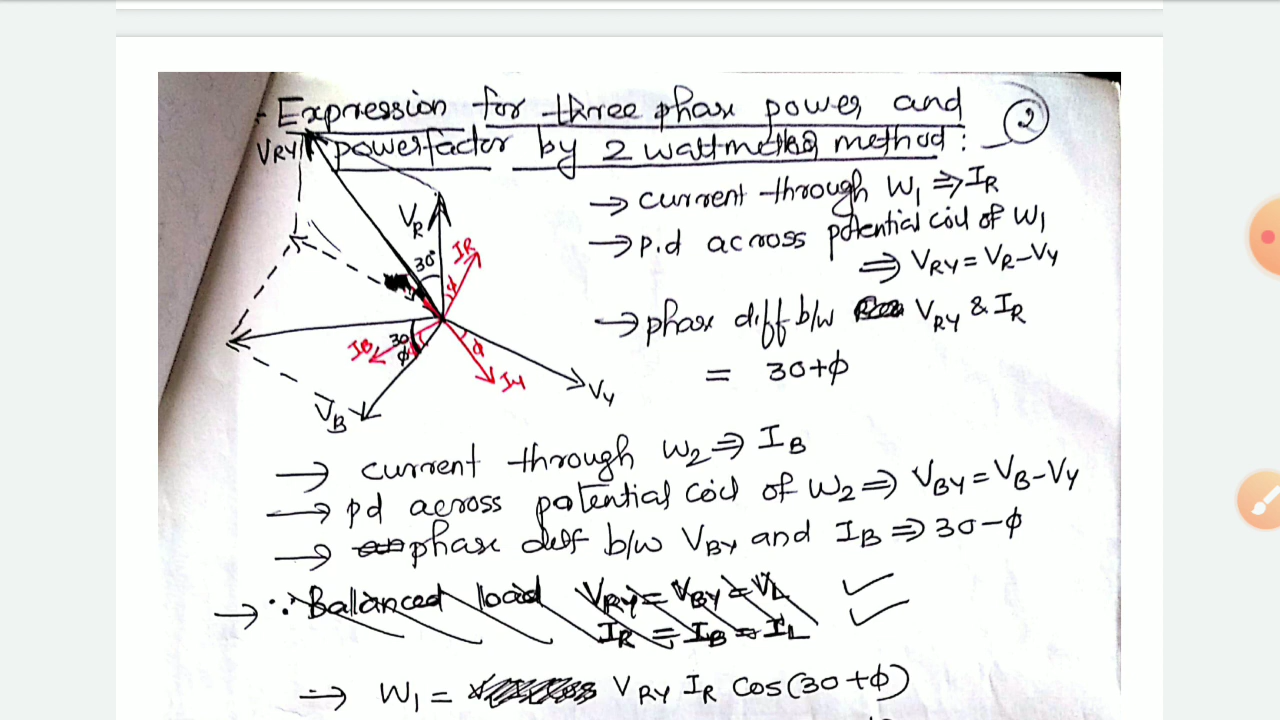 Expression for three phase power and
powerfactor by 2 wattmeter method :
2
VRY
VR
30°
IR
ϕ
→ current through W1 ⇒ IR
→ p.d across potential coil of W1
⇒ VRY = VR-VY
→ phase diff b/w VRY & IR
= 30+ϕ
IB
30
ϕ
ϕ
IY
VY
VB
→ current through W2 ⇒ IB
→ pd across potential coil of W2 ⇒ VBY = VB-VY
→ phase diff b/w VBY and IB ⇒ 30-ϕ
→ ∵ Balanced load VRY = VBY = VL
IR = IB = IL
→ W1 = VRY IR Cos(30+ϕ)